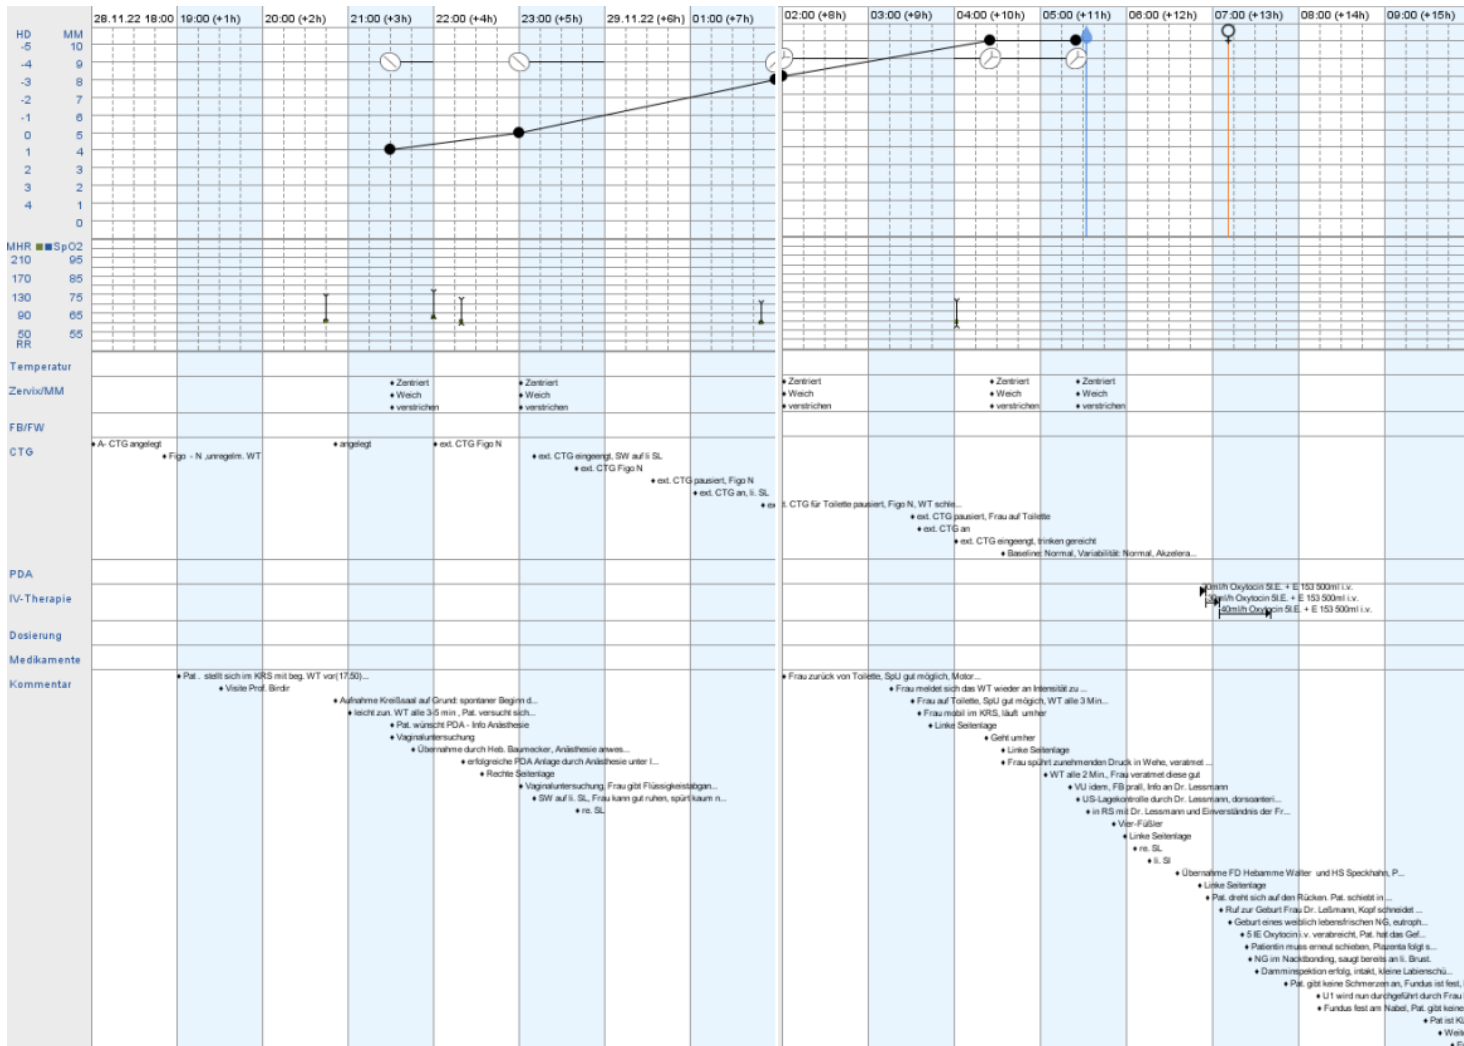 28.11.22 18:00 19:00 (+1h) 20:00 (+2h) 21:00 (+3h) 22:00 (+4h) 23:00 (+5h) 29.11.22 (+6h) 01:00 (+7h) 02:00 (+8h) 03:00 (+9h) 04:00 (+10h) 05:00 (+11h) 06:00 (+12h) 07:00 (+13h) 08:00 (+14h) 09:00 (+15h)
HD MM
-5 10
-4 9
-3 8
-2 7
-1 6
0 5
1 4
2 3
3 2
4 1
0
MHR SpO2
210 95
170 85
130 75
90 65
50 55
RR
Temperatur
Zervix/MM
Zentriert Zentriert Zentriert Zentriert Zentriert
Weich Weich Weich Weich Weich
verstrichen verstrichen verstrichen verstrichen verstrichen
FB/FW
CTG
A- CTG angelegt angelegt ext. CTG Figo N
Figo - N ,unregelm. WT ext. CTG eingeengt, SW auf li SL
ext. CTG Figo N
ext. CTG pausiert, Figo N
ext. CTG an, li. SL
CTG für Toilette pausiert, Figo N, WT schle...
ext. CTG pausiert, Frau auf Toilette
ext. CTG an
ext. CTG eingeengt, trinken gereicht
Baseline: Normal, Variabilität: Normal, Akzelera...
PDA
IV-Therapie
20ml/h Oxytocin 5I.E. + E 153 500ml i.v.
Oxytocin 5I.E. + E 153 500ml i.v.
40ml/h Oxytocin 5I.E. + E 153 500ml i.v.
Dosierung
Medikamente
Kommentar
Pat . stellt sich im KRS mit beg. WT vor(17.50)...
Visite Prof. Birdir
Aufnahme Kreißsaal auf Grund: spontaner Beginn d...
leicht zun. WT alle 3-5 min , Pat. versucht sich...
Pat. wünscht PDA - Info Anästhesie
Vaginaluntersuchung
Übernahme durch Heb. Baumecker, Anästhesie anwes...
erfolgreiche PDA Anlage durch Anästhesie unter l...
Rechte Seitenlage
Vaginaluntersuchung, Frau gibt Flüssigkeistabgan...
SW auf li. SL, Frau kann gut ruhen, spürt kaum n...
re. SL
Frau zurück von Toilette, SpU gut möglich, Motor...
Frau meldet sich das WT wieder an Intensität zu ...
Frau auf Toilette, SpU gut mögich, WT alle 3 Min...
Frau mobil im KRS, läuft umher
Linke Seitenlage
Geht umher
Linke Seitenlage
Frau spührt zunehmenden Druck in Wehe, veratmet ...
WT alle 2 Min., Frau veratmet diese gut
VU idem, FB prall, Info an Dr. Lessmann
US-Lagekontrolle durch Dr. Lessmann, dorsoanteri...
in RS mit Dr. Lessmann und Einverständnis der Fr...
Vier-Füßler
Linke Seitenlage
re. SL
li. Sl
Übernahme FD Hebamme Walter und HS Speckhahn, P...
Linke Seitenlage
Pat. dreht sich auf den Rücken. Pat. schiebt in ...
Ruf zur Geburt Frau Dr. Leßmann, Kopf schneidet ...
Geburt eines weiblich lebensfrischen NG, eutroph...
5 IE Oxytocin i.v. verabreicht, Pat. hat das Gef...
Patientin muss erneut schieben, Plazenta folgt s...
NG im Nacktbonding, saugt bereits an li. Brust.
Damminspektion erfolg, intakt, kleine Labienschü...
Pat. gibt keine Schmerzen an, Fundus ist fest,
U1 wird nun durchgeführt durch Frau
Fundus fest am Nabel, Pat. gibt keine
Pat ist